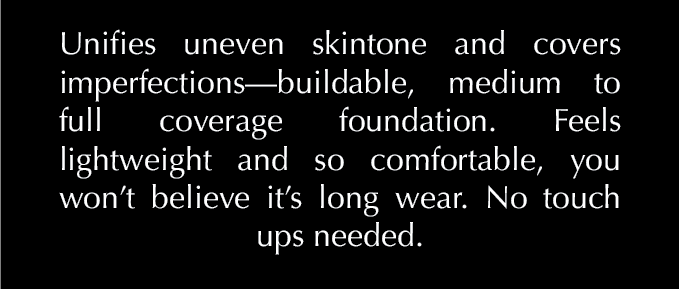 Unifies uneven skintone and covers
imperfections—buildable, medium to
full coverage foundation. Feels
lightweight and so comfortable, you
won’t believe it’s long wear. No touch
ups needed.